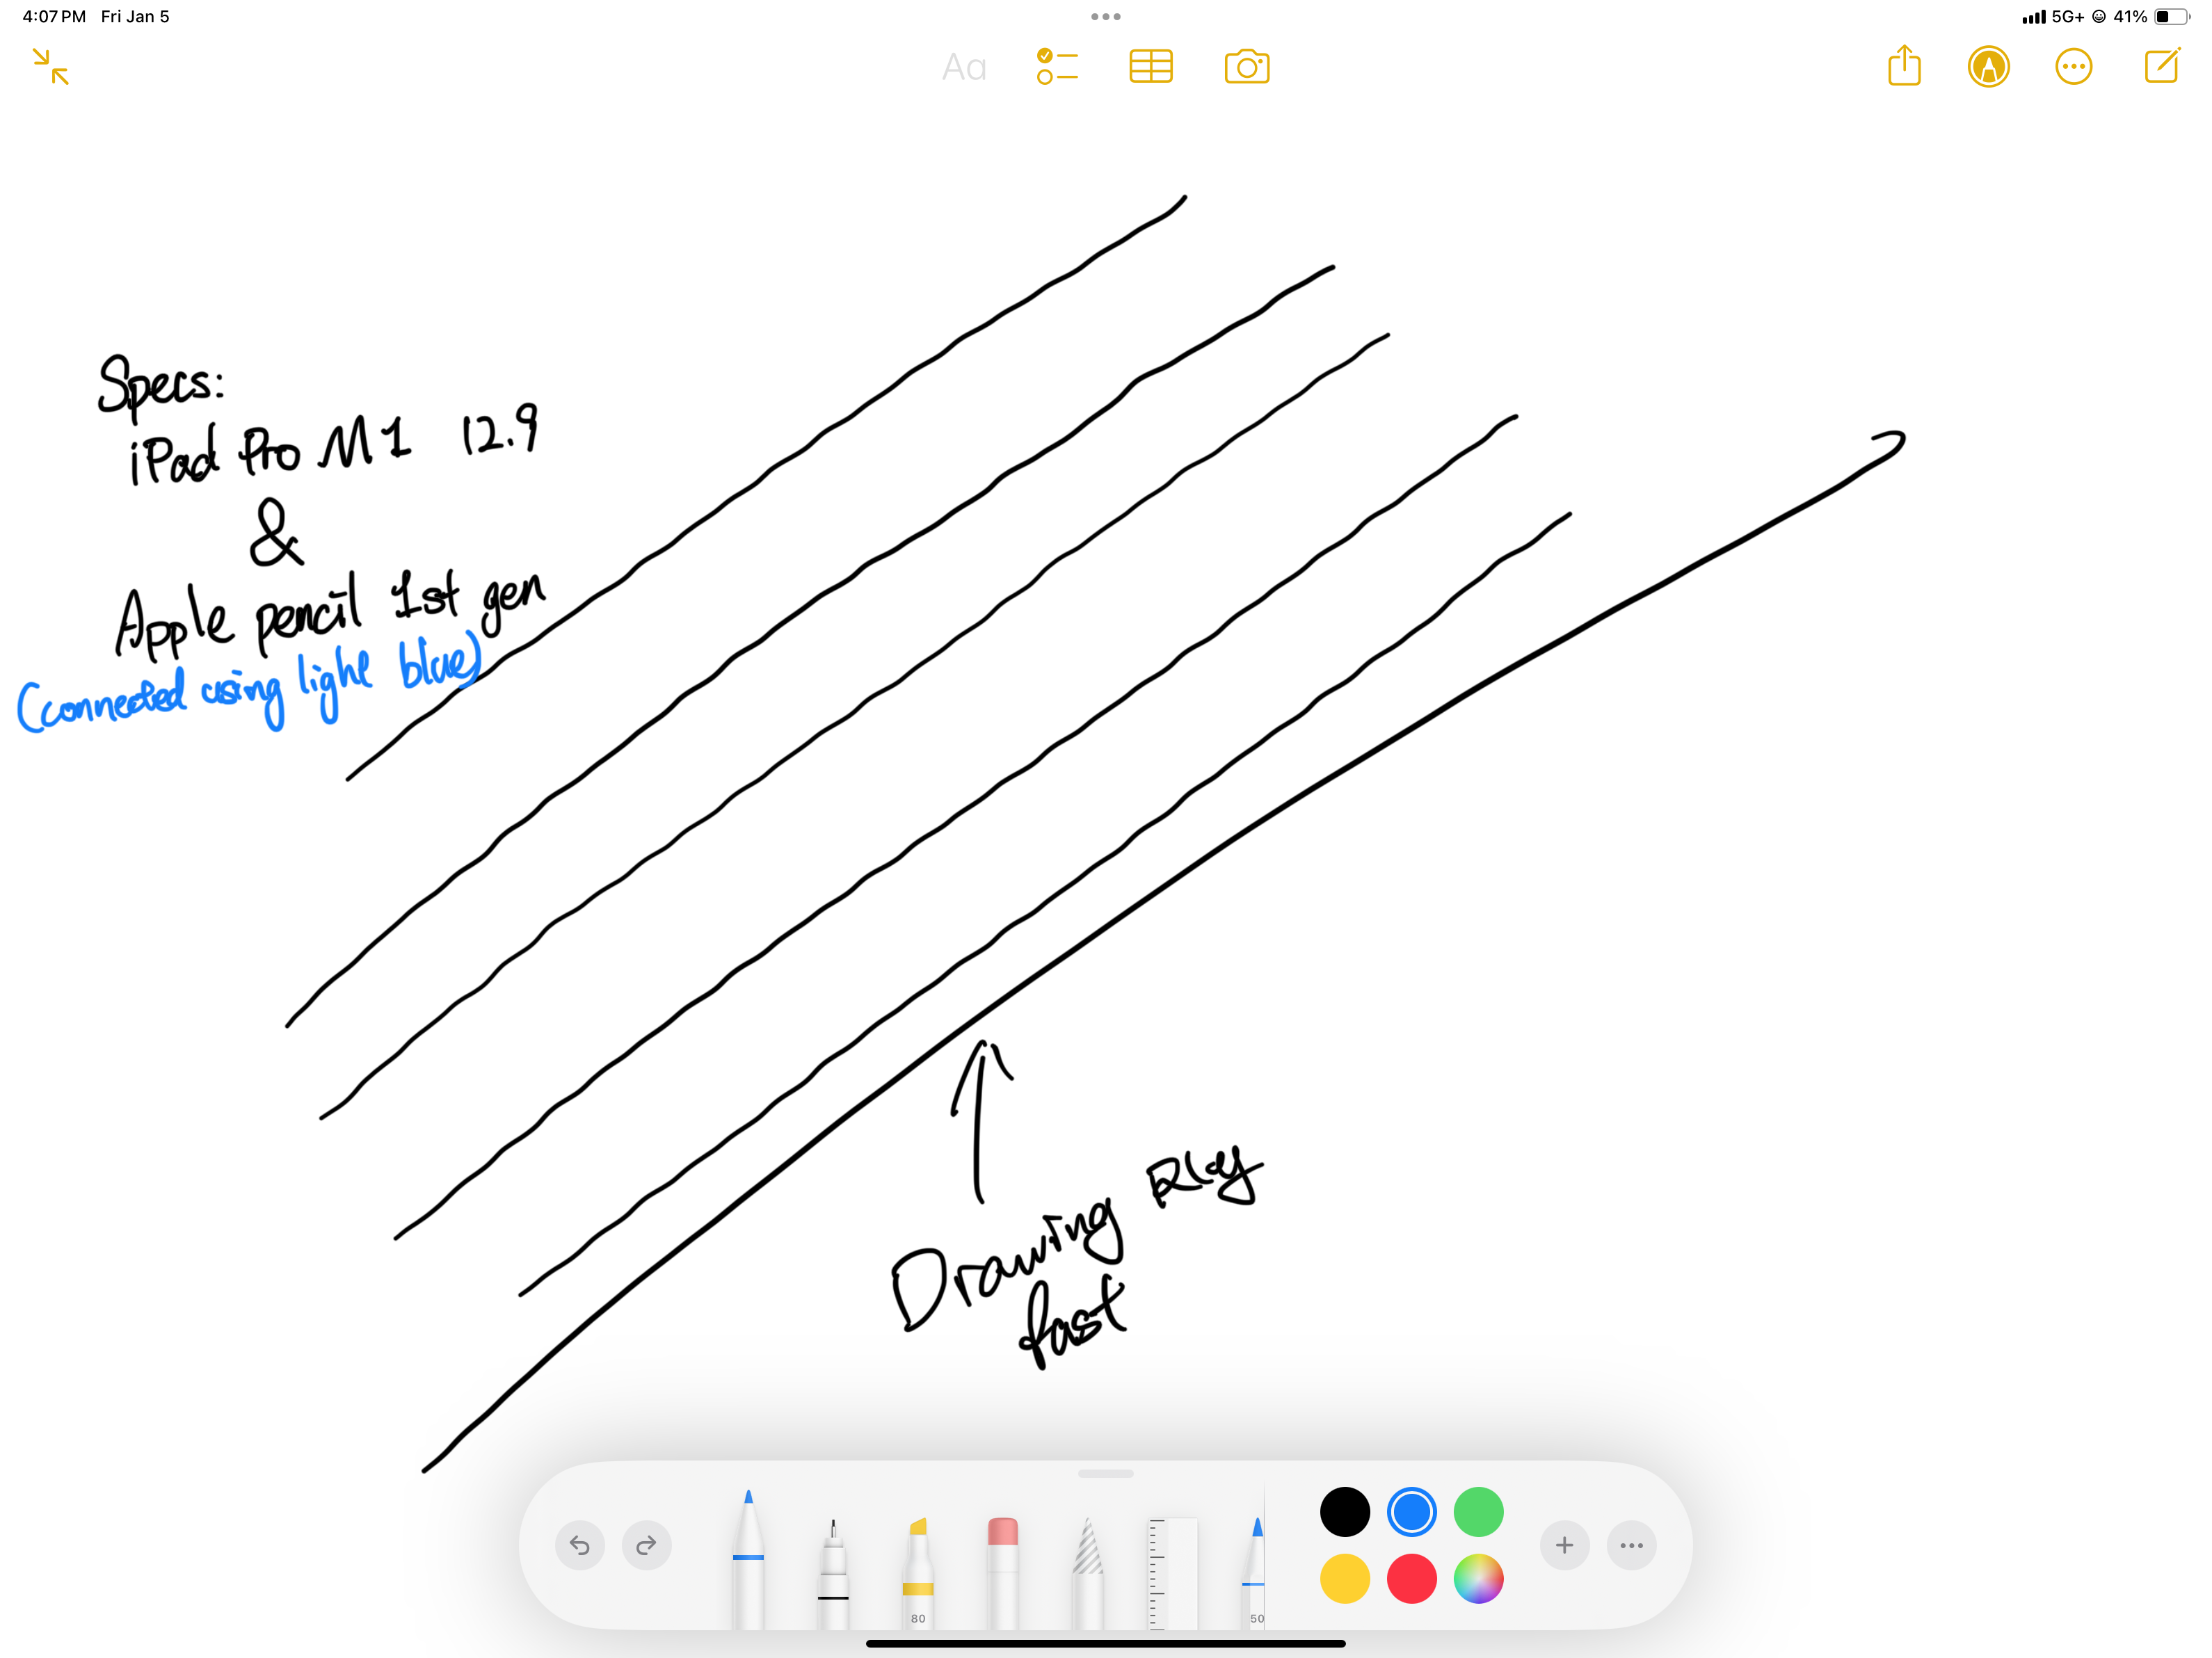 4:07 PM Fri Jan 5
5G+ 41%
Aa
Specs:
iPad Pro M1 12.9
&
Apple pencil 1st gen
(connected using light blue)
Drawing
fast
80
50